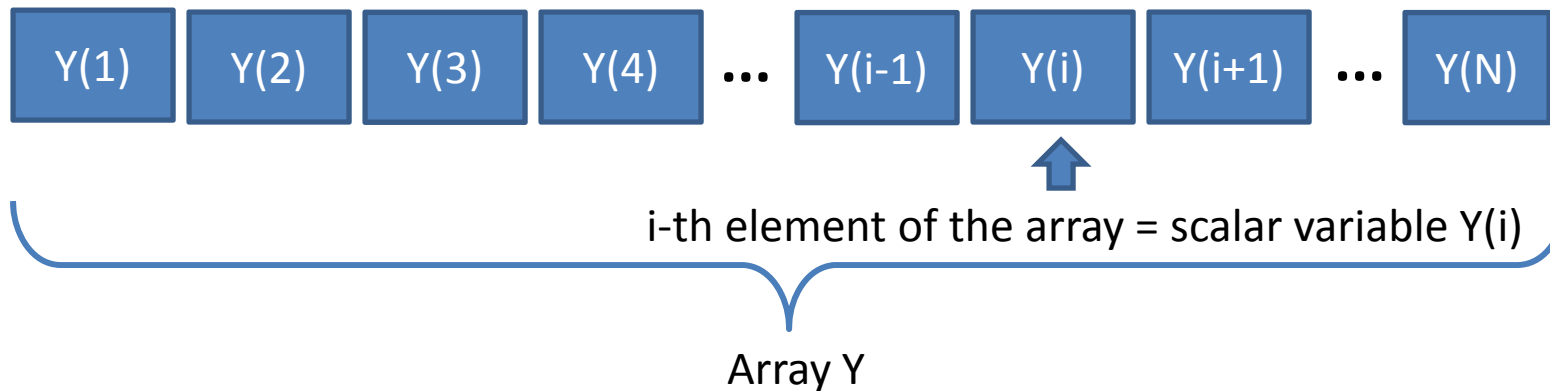 Y(1) Y(2) Y(3) Y(4) ... Y(i-1) Y(i) Y(i+1) ... Y(N)
i-th element of the array = scalar variable Y(i)
Array Y